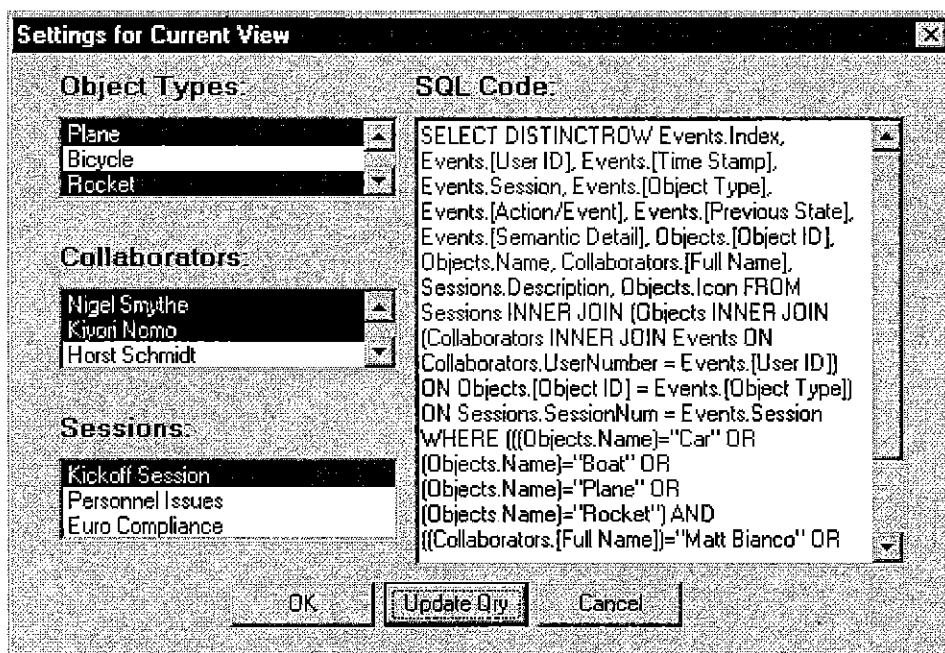 Settings for Current View
Object Types:
Plane
Bicycle
Rocket
Collaborators:
Nigel Smythe
Kiyori Nomo
Horst Schmidt
Sessions:
Kickoff Session
Personnel Issues
Euro Compliance
SQL Code:
SELECT DISTINCTROW Events.Index,
Events.[User ID], Events.[Time Stamp],
Events.Session, Events.[Object Type],
Events.[Action/Event], Events.[Previous State],
Events.[Semantic Detail], Objects.[Object ID],
Objects.Name, Collaborators.[Full Name],
Sessions.Description, Objects.Icon FROM
Sessions INNER JOIN (Objects INNER JOIN
(Collaborators INNER JOIN Events ON
Collaborators.UserNumber = Events.[User ID])
ON Objects.[Object ID] = Events.[Object Type])
ON Sessions.SessionNum = Events.Session
WHERE (((Objects.Name)="Car" OR
(Objects.Name)="Boat" OR
(Objects.Name)="Plane" OR
(Objects.Name)="Rocket") AND
((Collaborators.[Full Name])="Matt Bianco" OR
OK
Update Qry
Cancel